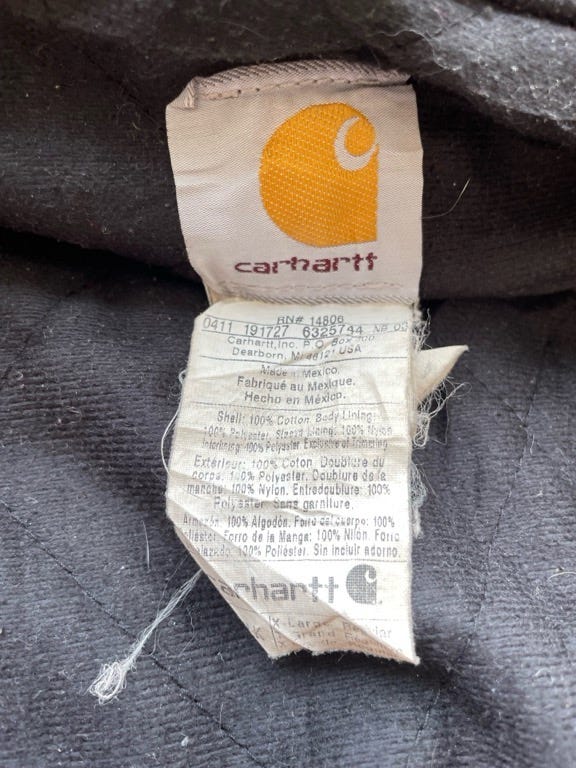 carhartt
RN# 14806
0411 191727 6325744
Carhartt, Inc. P.O. Box 700
Dearborn, MI 48121 USA
Made in Mexico.
Fabriqué au Mexique.
Hecho en México.
Shell: 100% Cotton Body Lining:
100% Polyester. Sleeve Lining: 100% Nylon
Interlining: 100% Polyester. Exclusive of Trimming
Extérieur: 100% Coton. Doublure du
corps: 100% Polyester. Doublure de la
manche: 100% Nylon. Entredoublure: 100%
Polyester. Sans garniture.
Armazón. 100% Algodón. Forro del cuerpo: 100%
Forro de la Manga: 100% Nilon. Forro
100% Poliéster. Sin incluir adorno.
arhartt
K X-Large
X-Grand